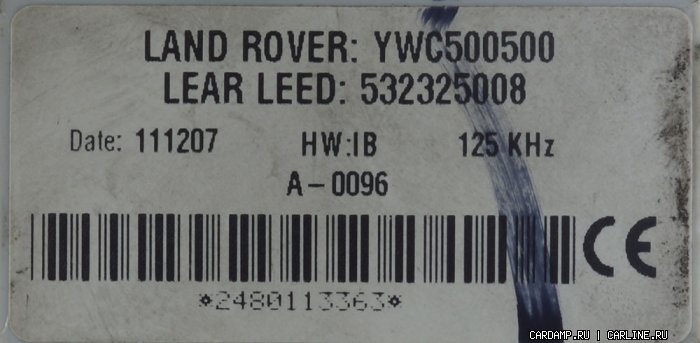 LAND ROVER: YWC500500
LEAR LEED: 532325008
Date: 111207 HW:IB 125 KHz
A-0096
CE
*2480113363*
CARDAMP.RU | CARLINE.RU